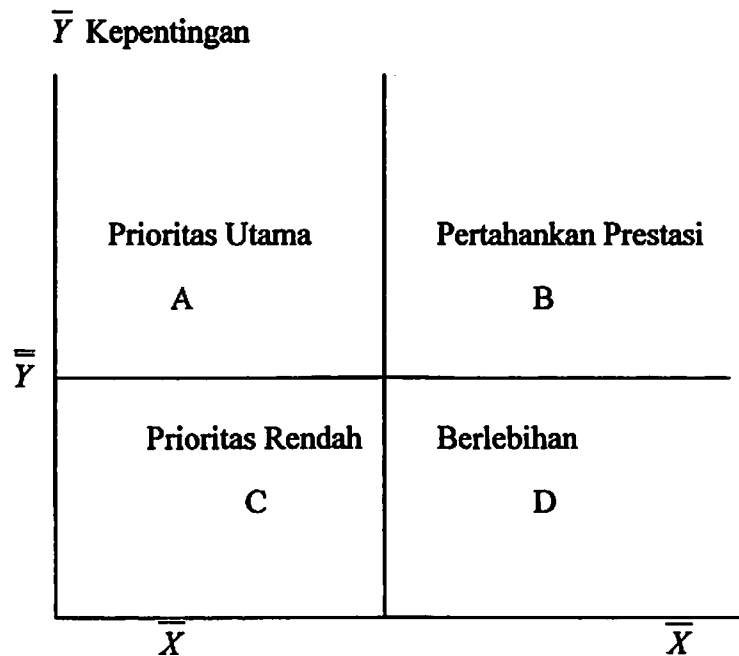 Y̅ Kepentingan
Prioritas Utama
A
Pertahankan Prestasi
B
Y̿
Prioritas Rendah
C
Berlebihan
D
X̅
X̅